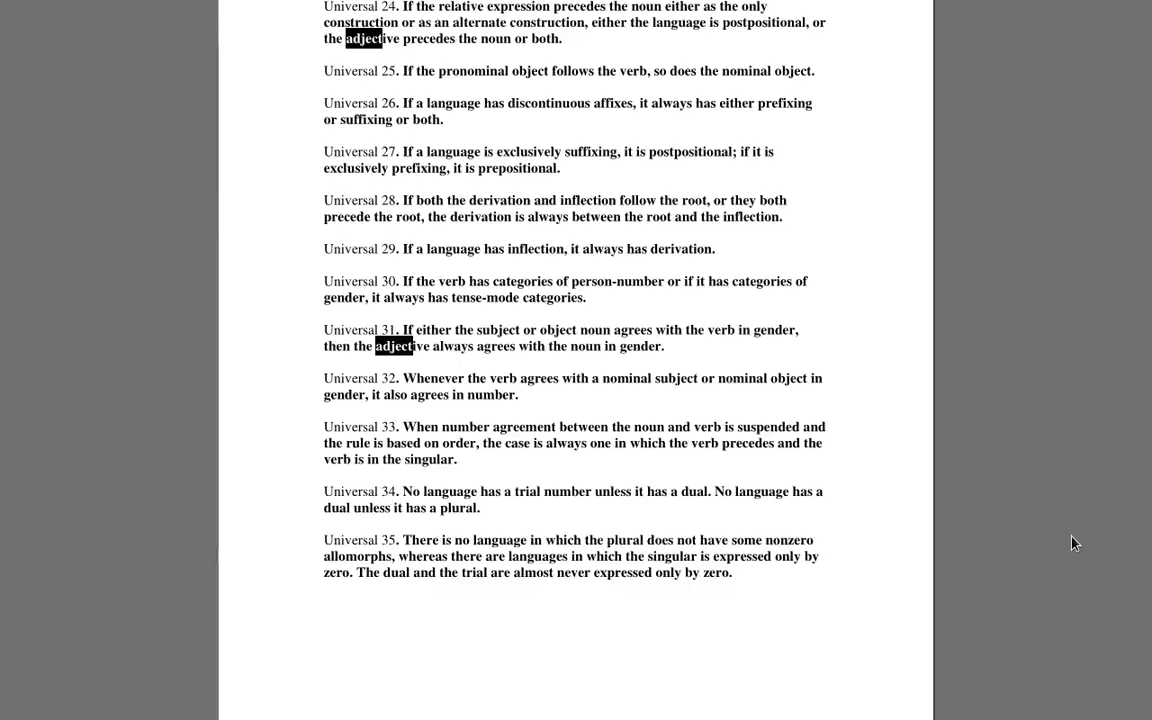 Universal 24. If the relative expression precedes the noun either as the only
construction or as an alternate construction, either the language is postpositional, or
the adjective precedes the noun or both.
Universal 25. If the pronominal object follows the verb, so does the nominal object.
Universal 26. If a language has discontinuous affixes, it always has either prefixing
or suffixing or both.
Universal 27. If a language is exclusively suffixing, it is postpositional; if it is
exclusively prefixing, it is prepositional.
Universal 28. If both the derivation and inflection follow the root, or they both
precede the root, the derivation is always between the root and the inflection.
Universal 29. If a language has inflection, it always has derivation.
Universal 30. If the verb has categories of person-number or if it has categories of
gender, it always has tense-mode categories.
Universal 31. If either the subject or object noun agrees with the verb in gender,
then the adjective always agrees with the noun in gender.
Universal 32. Whenever the verb agrees with a nominal subject or nominal object in
gender, it also agrees in number.
Universal 33. When number agreement between the noun and verb is suspended and
the rule is based on order, the case is always one in which the verb precedes and the
verb is in the singular.
Universal 34. No language has a trial number unless it has a dual. No language has a
dual unless it has a plural.
Universal 35. There is no language in which the plural does not have some nonzero
allomorphs, whereas there are languages in which the singular is expressed only by
zero. The dual and the trial are almost never expressed only by zero.